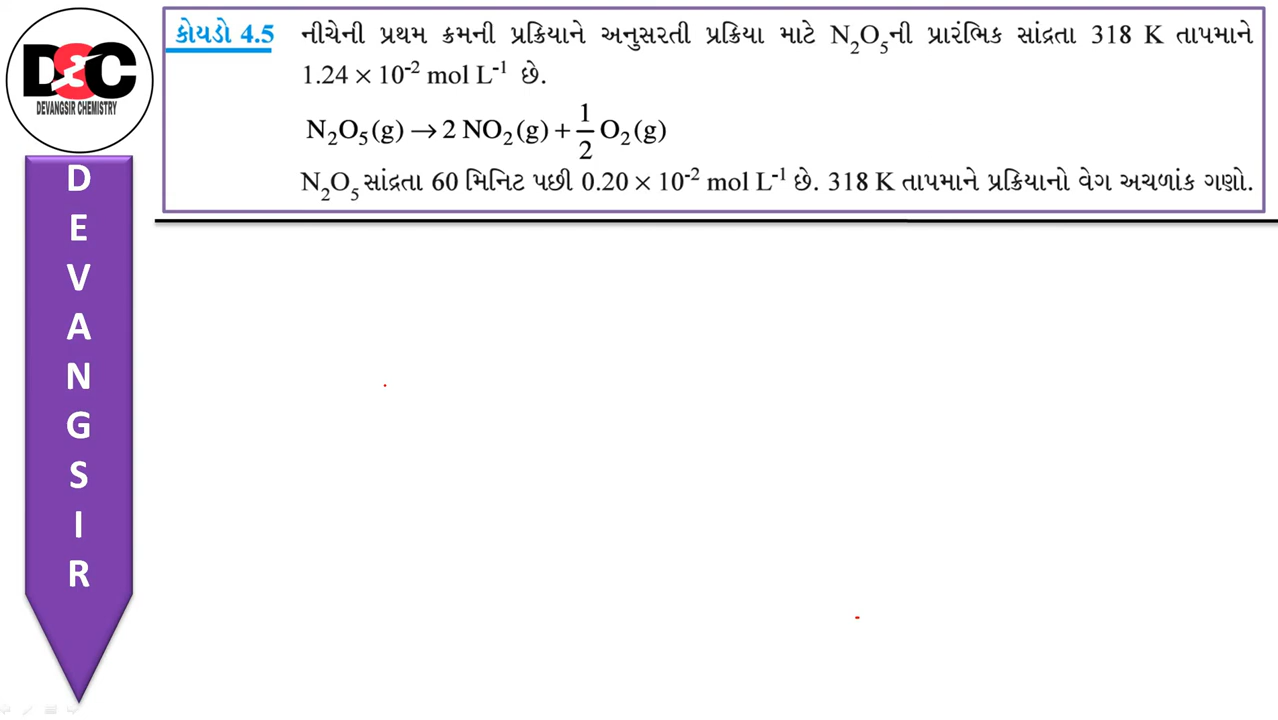 DEC
DEVANGSIR CHEMISTRY
DEVANGSIR
કોયડો 4.5
નીચેની પ્રથમ ક્રમની પ્રક્રિયાને અનુસરતી પ્રક્રિયા માટે N₂O₅ની પ્રારંભિક સાંદ્રતા 318 K તાપમાને
1.24 × 10⁻² mol L⁻¹ છે.
N₂O₅(g) → 2 NO₂(g) + 1/2 O₂(g)
N₂O₅ સાંદ્રતા 60 મિનિટ પછી 0.20 × 10⁻² mol L⁻¹ છે. 318 K તાપમાને પ્રક્રિયાનો વેગ અચળાંક ગણો.